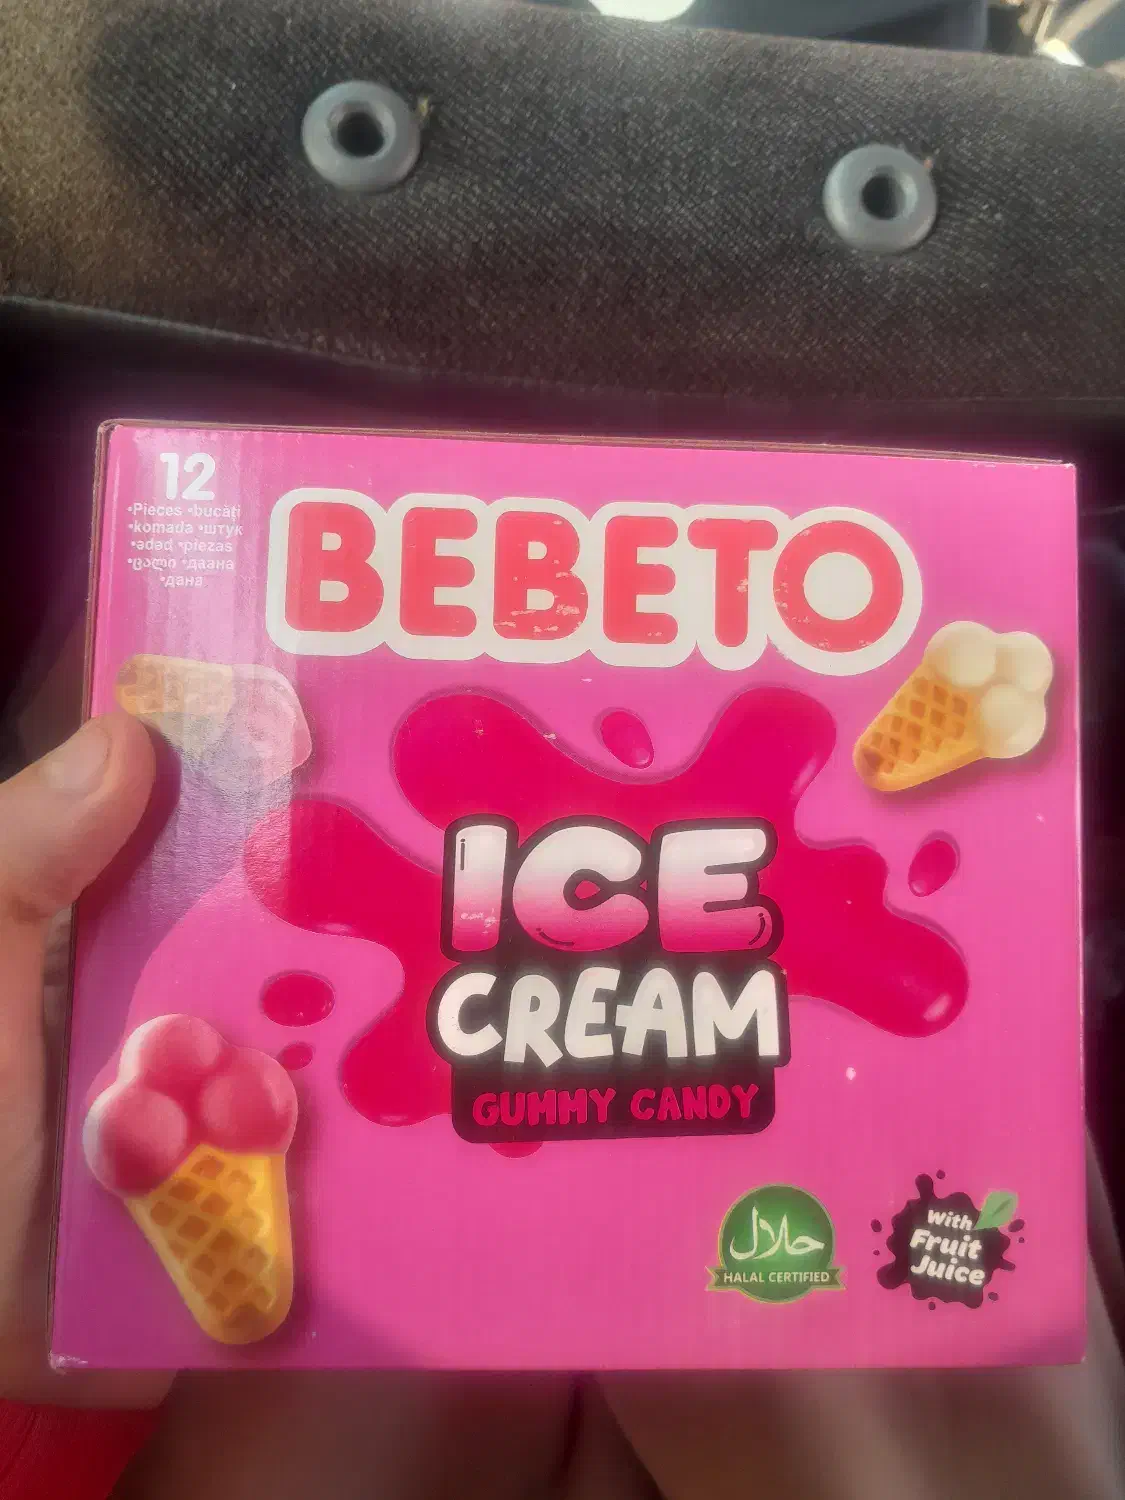 12
•Pieces •bucăți
•komada •штук
•ədəd •piezas
•ცალი •даана
•дана
BEBETO
ICE
CREAM
GUMMY CANDY
حلال
HALAL CERTIFIED
With
Fruit
Juice